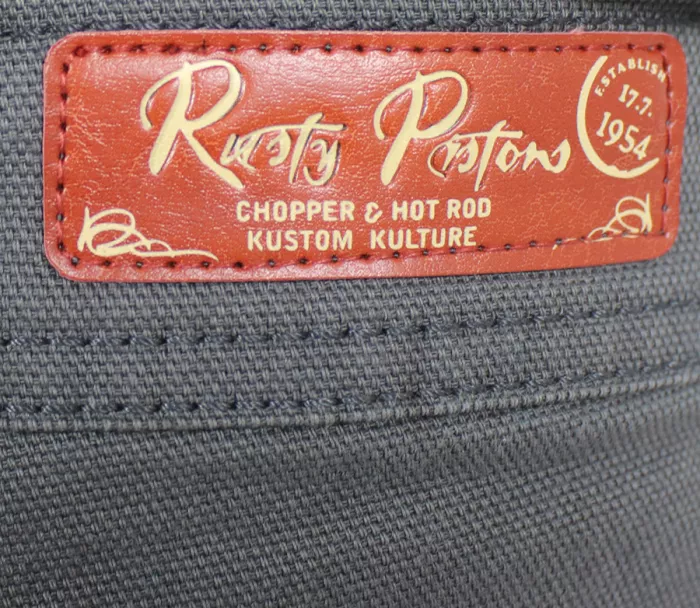 Rusty Pistons
CHOPPER & HOT ROD
KUSTOM KULTURE
ESTABLISH
17.7.
1954